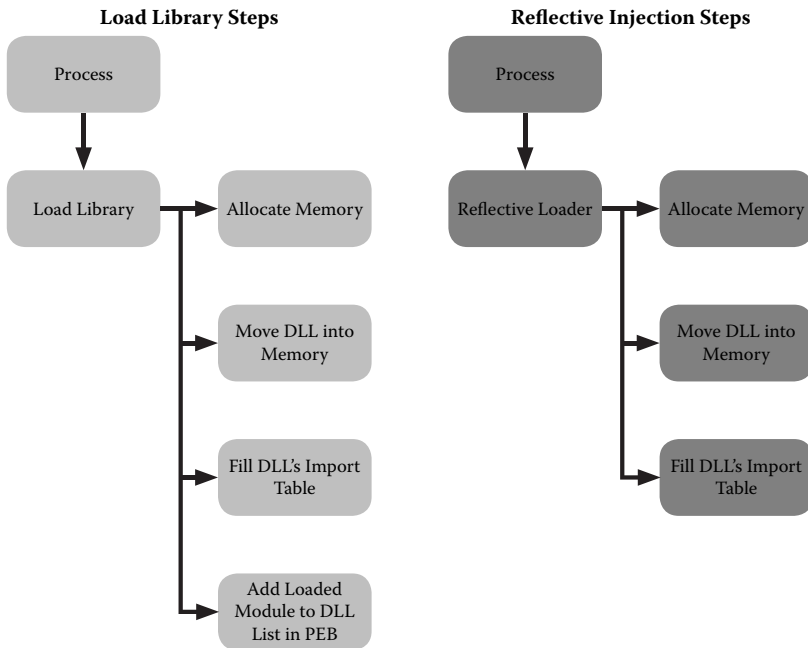 Load Library Steps
Process
Load Library
Allocate Memory
Move DLL into
Memory
Fill DLL’s Import
Table
Add Loaded
Module to DLL
List in PEB
Reflective Injection Steps
Process
Reflective Loader
Allocate Memory
Move DLL into
Memory
Fill DLL’s Import
Table